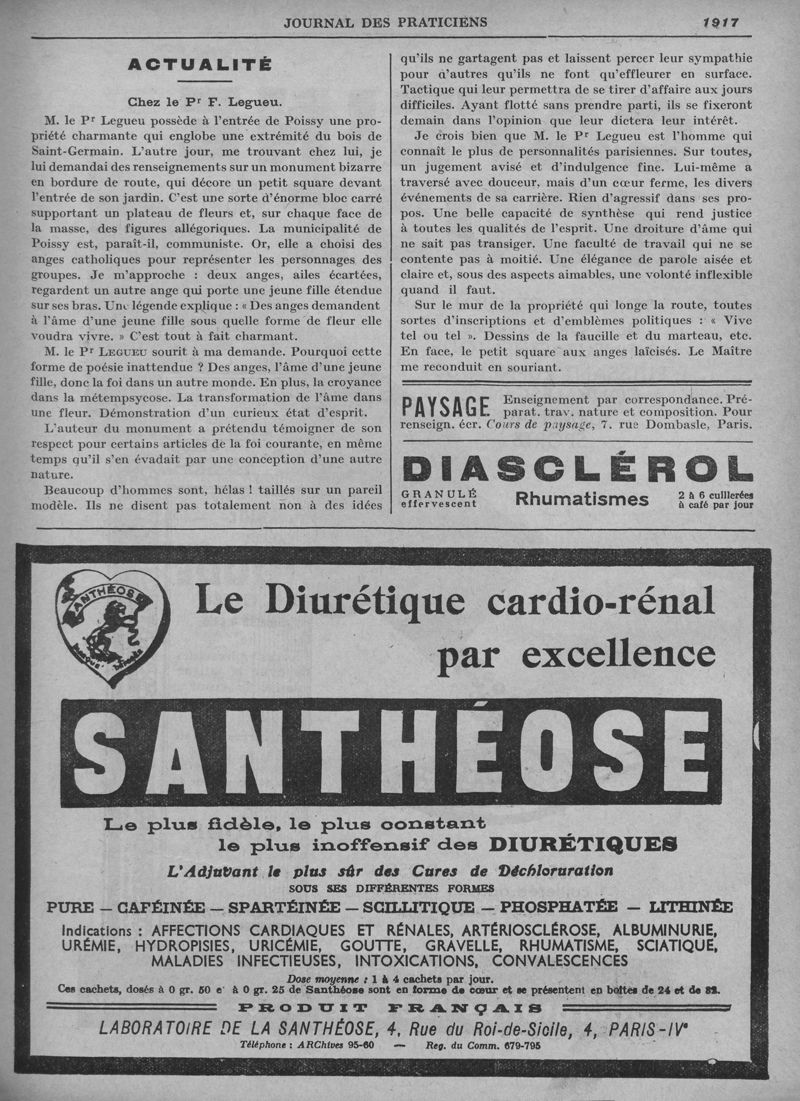 JOURNAL DES PRATICIENS 1917
ACTUALITÉ
Chez le Pr F. Legueu.
M. le Pr Legueu possède à l'entrée de Poissy une pro-
priété charmante qui englobe une extrémité du bois de
Saint-Germain. L'autre jour, me trouvant chez lui, je
lui demandai des renseignements sur un monument bizarre
en bordure de route, qui décore un petit square devant
l'entrée de son jardin. C'est une sorte d'énorme bloc carré
supportant un plateau de fleurs et, sur chaque face de
la masse, des figures allégoriques. La municipalité de
Poissy est, paraît-il, communiste. Or, elle a choisi des
anges catholiques pour représenter les personnages des
groupes. Je m'approche : deux anges, ailes écartées,
regardent un autre ange qui porte une jeune fille étendue
sur ses bras. Une légende explique : « Des anges demandent
à l'âme d'une jeune fille sous quelle forme de fleur elle
voudra vivre. » C'est tout à fait charmant.
M. le Pr LEGUEU sourit à ma demande. Pourquoi cette
forme de poésie inattendue ? Des anges, l'âme d'une jeune
fille, donc la foi dans un autre monde. En plus, la croyance
dans la métempsycose. La transformation de l'âme dans
une fleur. Démonstration d'un curieux état d'esprit.
L'auteur du monument a prétendu témoigner de son
respect pour certains articles de la foi courante, en même
temps qu'il s'en évadait par une conception d'une autre
nature.
Beaucoup d'hommes sont, hélas ! taillés sur un pareil
modèle. Ils ne disent pas totalement non à des idées
qu'ils ne gartagent pas et laissent percer leur sympathie
pour d'autres qu'ils ne font qu'effleurer en surface.
Tactique qui leur permettra de se tirer d'affaire aux jours
difficiles. Ayant flotté sans prendre parti, ils se fixeront
demain dans l'opinion que leur dictera leur intérêt.
Je crois bien que M. le Pr Legueu est l'homme qui
connaît le plus de personnalités parisiennes. Sur toutes,
un jugement avisé et d'indulgence fine. Lui-même a
traversé avec douceur, mais d'un cœur ferme, les divers
événements de sa carrière. Rien d'agressif dans ses pro-
pos. Une belle capacité de synthèse qui rend justice
à toutes les qualités de l'esprit. Une droiture d'âme qui
ne sait pas transiger. Une faculté de travail qui ne se
contente pas à moitié. Une élégance de parole aisée et
claire et, sous des aspects aimables, une volonté inflexible
quand il faut.
Sur le mur de la propriété qui longe la route, toutes
sortes d'inscriptions et d'emblèmes politiques : « Vive
tel ou tel ». Dessins de la faucille et du marteau, etc.
En face, le petit square aux anges laïcisés. Le Maître
me reconduit en souriant.
PAYSAGE Enseignement par correspondance. Pré-
parat. trav. nature et composition. Pour
renseign. écr. Cours de paysage, 7. rue Dombasle, Paris.
DIASCLÉROL
GRANULÉ
effervescent
Rhumatismes
2 à 6 cuillerées
à café par jour
SANTHÉOSE
MARQUE DÉPOSÉE
Le Diurétique cardio-rénal
par excellence
SANTHÉOSE
Le plus fidèle, le plus constant
le plus inoffensif des DIURÉTIQUES
L'Adjuvant le plus sûr des Cures de Déchloruration
SOUS SES DIFFÉRENTES FORMES
PURE — CAFÉINÉE — SPARTÉINÉE — SCILLITIQUE — PHOSPHATÉE — LITHINÉE
Indications : AFFECTIONS CARDIAQUES ET RÉNALES, ARTÉRIOSCLÉROSE, ALBUMINURIE,
URÉMIE, HYDROPISIES, URICÉMIE, GOUTTE, GRAVELLE, RHUMATISME, SCIATIQUE,
MALADIES INFECTIEUSES, INTOXICATIONS, CONVALESCENCES
Dose moyenne : 1 à 4 cachets par jour.
Ces cachets, dosés à 0 gr. 50 et à 0 gr. 25 de Santhéose sont en forme de cœur et se présentent en boîtes de 24 et de 32.
PRODUIT FRANÇAIS
LABORATOIRE DE LA SANTHÉOSE, 4, Rue du Roi-de-Sicile, 4, PARIS-IVe
Téléphone : ARChives 95-60 — Reg. du Comm. 679-795